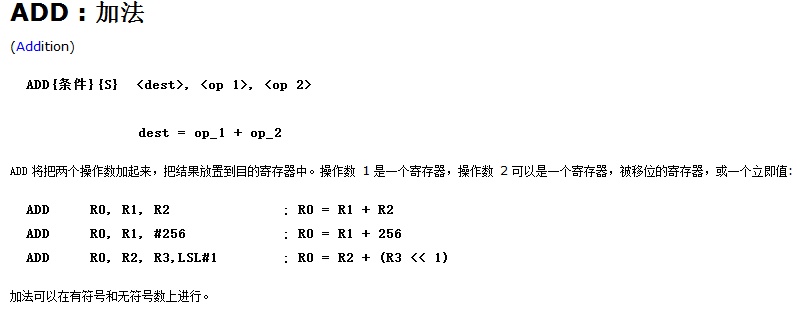 ADD : 加法
(Addition)
ADD{条件}{S} <dest>, <op 1>, <op 2>
dest = op_1 + op_2
ADD 将把两个操作数加起来，把结果放置到目的寄存器中。操作数 1 是一个寄存器，操作数 2 可以是一个寄存器，被移位的寄存器，或一个立即值:
ADD R0, R1, R2 ; R0 = R1 + R2
ADD R0, R1, #256 ; R0 = R1 + 256
ADD R0, R2, R3,LSL#1 ; R0 = R2 + (R3 << 1)
加法可以在有符号和无符号数上进行。